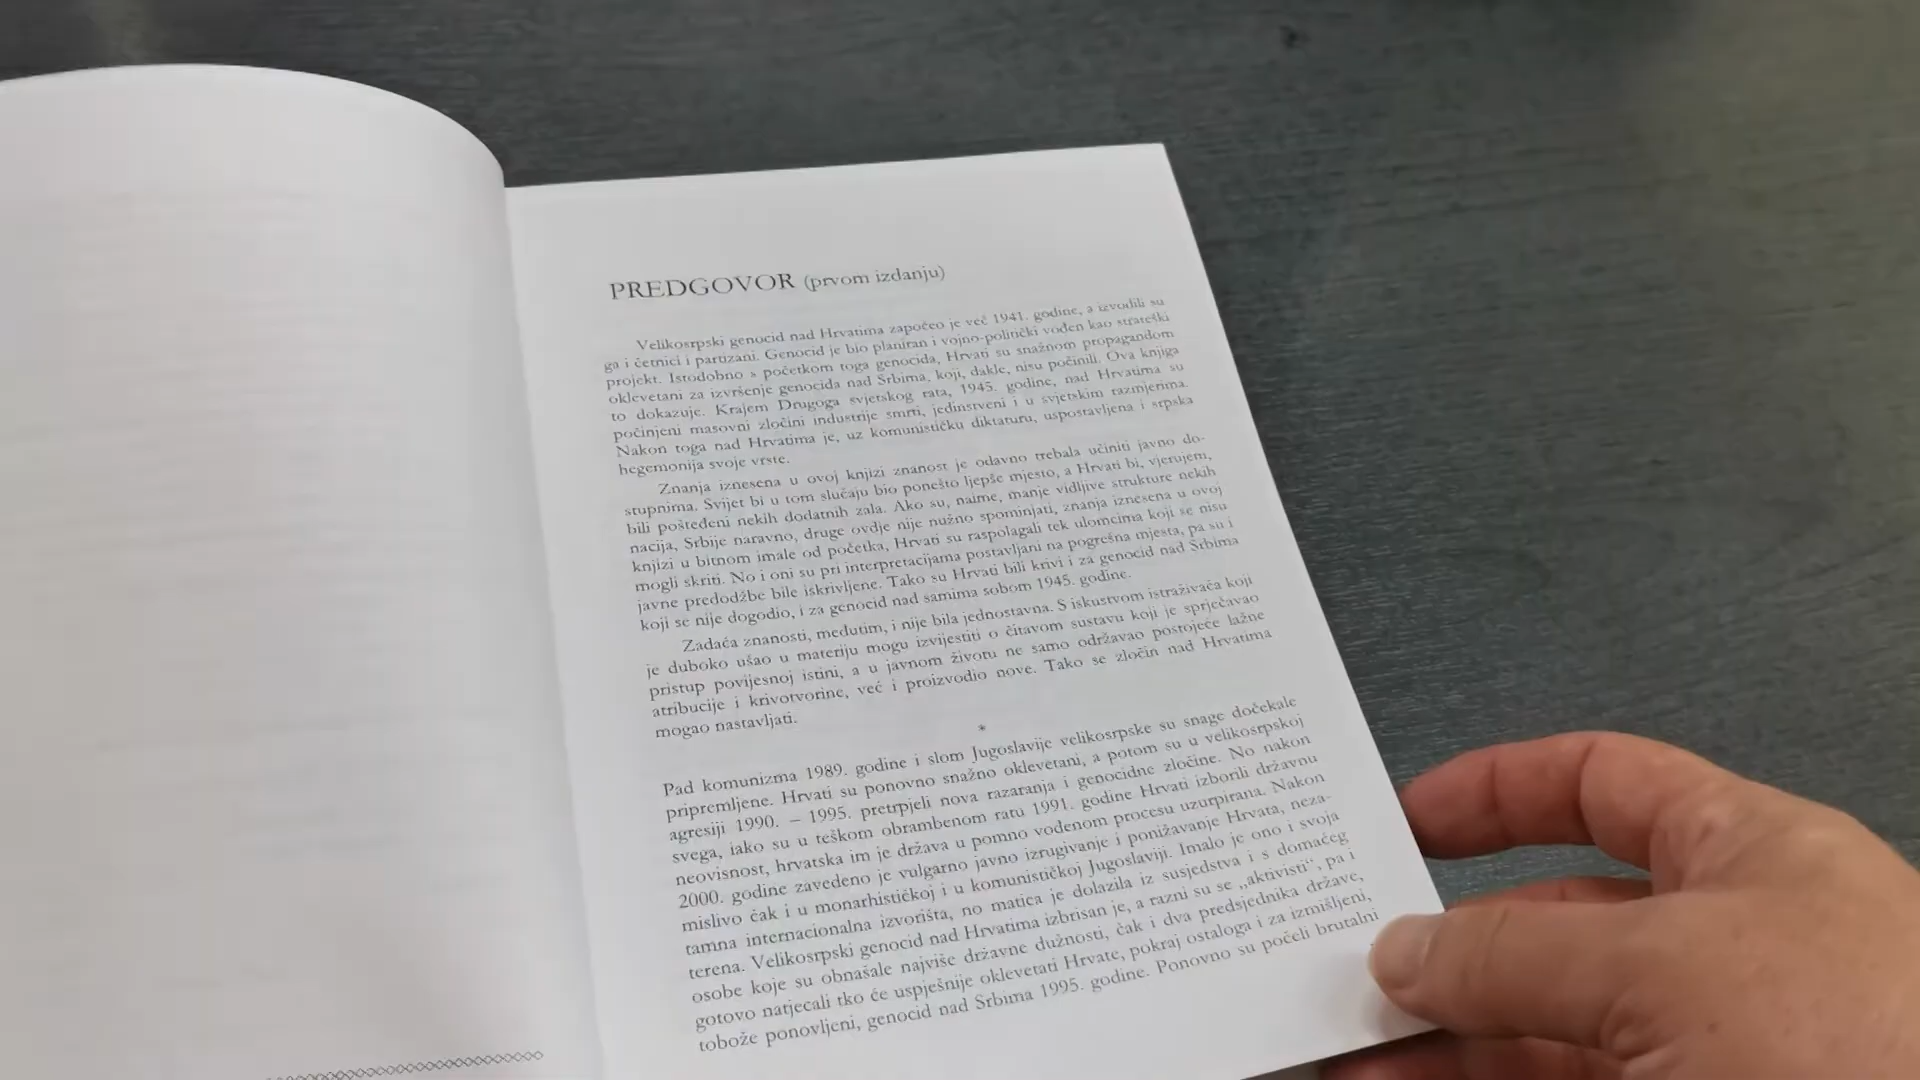 PREDGOVOR (prvom izdanju)
Velikosrpski genocid nad Hrvatima započeo je već 1941. godine, a izvodili su
ga i četnici i partizani. Genocid je bio planiran i vojno-politički vođen kao strateški
projekt. Istodobno s početkom toga genocida, Hrvati su snažnom propagandom
oklevetani za izvršenje genocida nad Srbima, koji, dakle, nisu počinili. Ova knjiga
to dokazuje. Krajem Drugoga svjetskog rata, 1945. godine, nad Hrvatima su
počinjeni masovni zločini industrije smrti, jedinstveni i u svjetskim razmjerima.
Nakon toga nad Hrvatima je, uz komunističku diktaturu, uspostavljena i srpska
hegemonija svoje vrste.
Znanja iznesena u ovoj knjizi znanost je odavno trebala učiniti javno do-
stupnima. Svijet bi u tom slučaju bio ponešto ljepše mjesto, a Hrvati bi, vjerujem,
bili pošteđeni nekih dodatnih zala. Ako su, naime, manje vidljive strukture nekih
nacija, Srbije naravno, druge ovdje nije nužno spominjati, znanja iznesena u ovoj
knjizi u bitnom imale od početka, Hrvati su raspolagali tek ulomcima koji se nisu
mogli skriti. No i oni su pri interpretacijama postavljani na pogrešna mjesta, pa su i
javne predodžbe bile iskrivljene. Tako su Hrvati bili krivi i za genocid nad Srbima
koji se nije dogodio, i za genocid nad samima sobom 1945. godine.
Zadaća znanosti, međutim, i nije bila jednostavna. S iskustvom istraživača koji
je duboko ušao u materiju mogu izvijestiti o čitavom sustavu koji je sprječavao
pristup povijesnoj istini, a u javnom životu ne samo održavao postojeće lažne
atribucije i krivotvorine, već i proizvodio nove. Tako se zločin nad Hrvatima
mogao nastavljati.
*
Pad komunizma 1989. godine i slom Jugoslavije velikosrpske su snage dočekale
pripremljene. Hrvati su ponovno snažno oklevetani, a potom su u velikosrpskoj
agresiji 1990. – 1995. pretrpjeli nova razaranja i genocidne zločine. No nakon
svega, iako su u teškom obrambenom ratu 1991. godine Hrvati izborili državnu
neovisnost, hrvatska im je država u pomno vođenom procesu uzurpirana. Nakon
2000. godine zavedeno je vulgarno javno izrugivanje i ponižavanje Hrvata, neza-
mislivo čak i u monarhističkoj i u komunističkoj Jugoslaviji. Imalo je ono i svoja
tamna internacionalna izvorišta, no matica je dolazila iz susjedstva i s domaćeg
terena. Velikosrpski genocid nad Hrvatima izbrisan je, a razni su se „aktivisti“, pa i
osobe koje su obnašale najviše državne dužnosti, čak i dva predsjednika države,
gotovo natjecali tko će uspješnije oklevetati Hrvate, pokraj ostaloga i za izmišljeni,
tobože ponovljeni, genocid nad Srbima 1995. godine. Ponovno su počeli brutalni